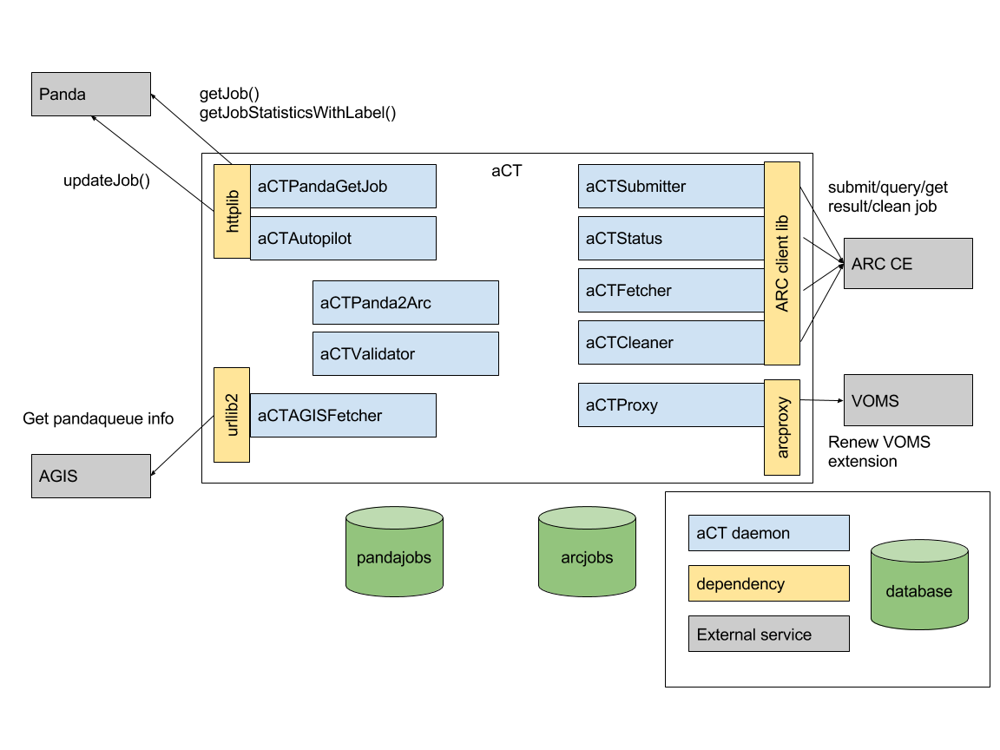 Panda
getJob()
getJobStatisticsWithLabel()
updateJob()
aCT
httplib
aCTPandaGetJob
aCTAutopilot
aCTPanda2Arc
aCTValidator
urllib2
aCTAGISFetcher
Get pandaqueue info
AGIS
aCTSubmitter
aCTStatus
aCTFetcher
aCTCleaner
ARC client lib
aCTProxy
arcproxy
submit/query/get
result/clean job
ARC CE
VOMS
Renew VOMS
extension
pandajobs
arcjobs
aCT daemon
dependency
External service
database